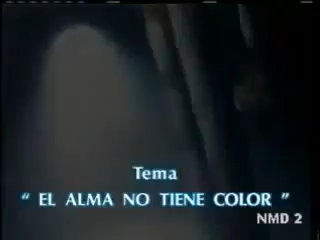 Tema
“ EL ALMA NO TIENE COLOR ”
NMD 2